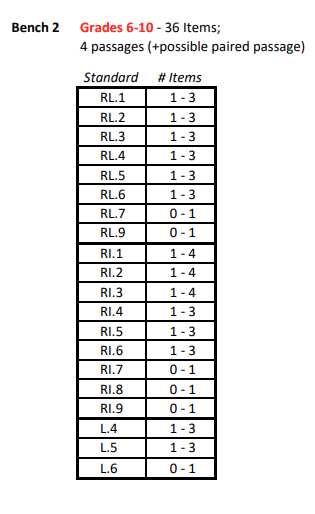 Bench 2 Grades 6-10 - 36 Items;
4 passages (+possible paired passage)
Standard # Items
RL.1 1 - 3
RL.2 1 - 3
RL.3 1 - 3
RL.4 1 - 3
RL.5 1 - 3
RL.6 1 - 3
RL.7 0 - 1
RL.9 0 - 1
RI.1 1 - 4
RI.2 1 - 4
RI.3 1 - 4
RI.4 1 - 3
RI.5 1 - 3
RI.6 1 - 3
RI.7 0 - 1
RI.8 0 - 1
RI.9 0 - 1
L.4 1 - 3
L.5 1 - 3
L.6 0 - 1